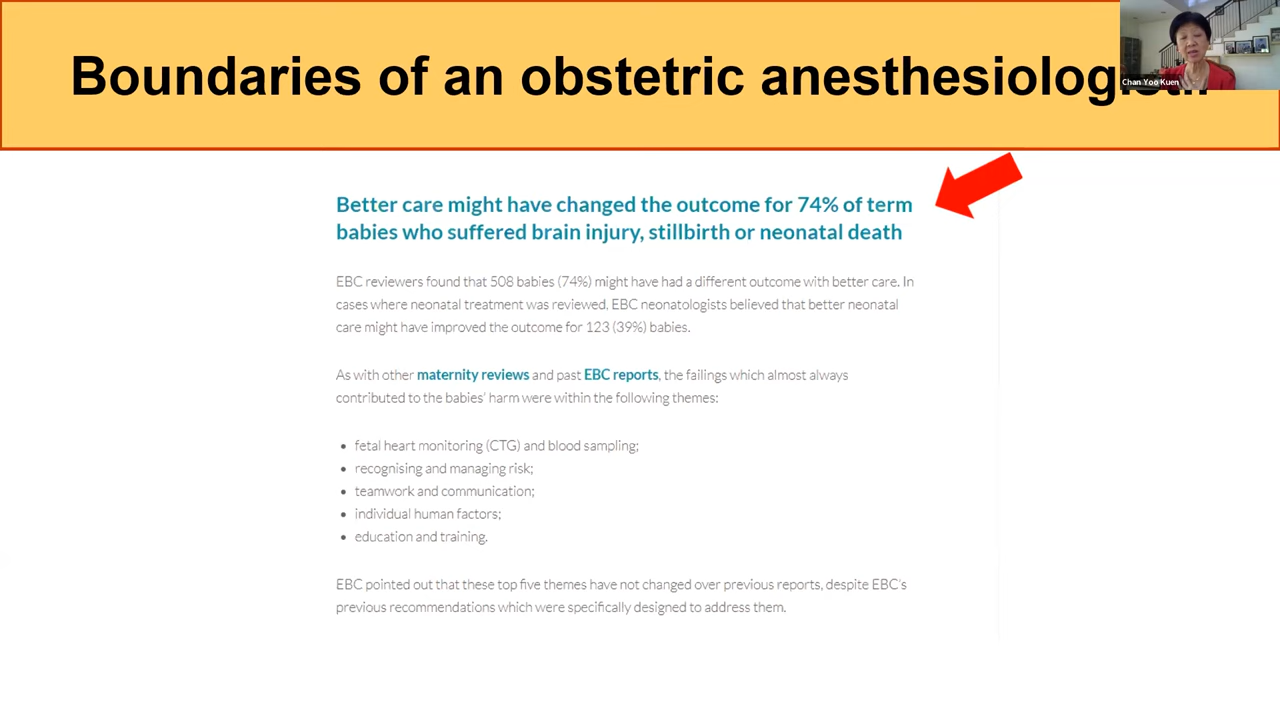 Boundaries of an obstetric anesthesiolog
Chan Yoo Kuen
Better care might have changed the outcome for 74% of term
babies who suffered brain injury, stillbirth or neonatal death
EBC reviewers found that 508 babies (74%) might have had a different outcome with better care. In
cases where neonatal treatment was reviewed, EBC neonatologists believed that better neonatal
care might have improved the outcome for 123 (39%) babies.
As with other maternity reviews and past EBC reports, the failings which almost always
contributed to the babies' harm were within the following themes:
• fetal heart monitoring (CTG) and blood sampling;
• recognising and managing risk;
• teamwork and communication;
• individual human factors;
• education and training.
EBC pointed out that these top five themes have not changed over previous reports, despite EBC's
previous recommendations which were specifically designed to address them.